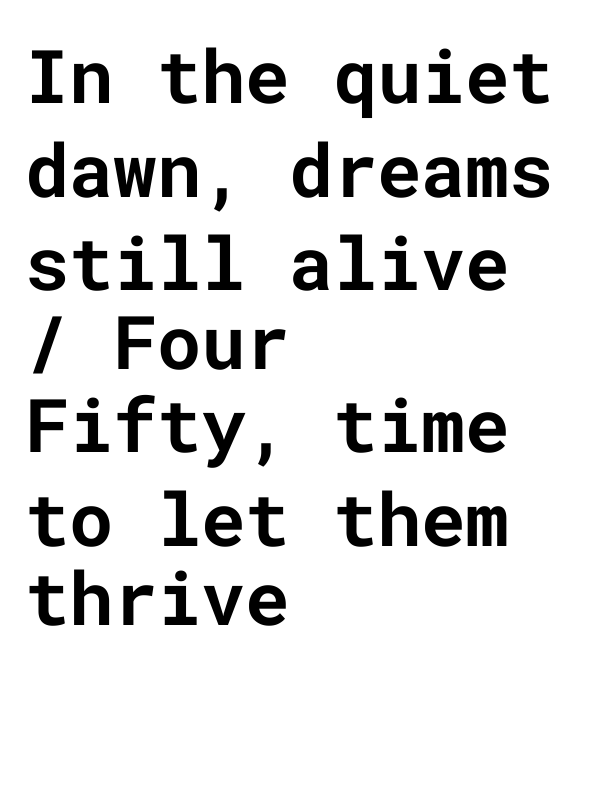 In the quiet
dawn, dreams
still alive
/ Four
Fifty, time
to let them
thrive